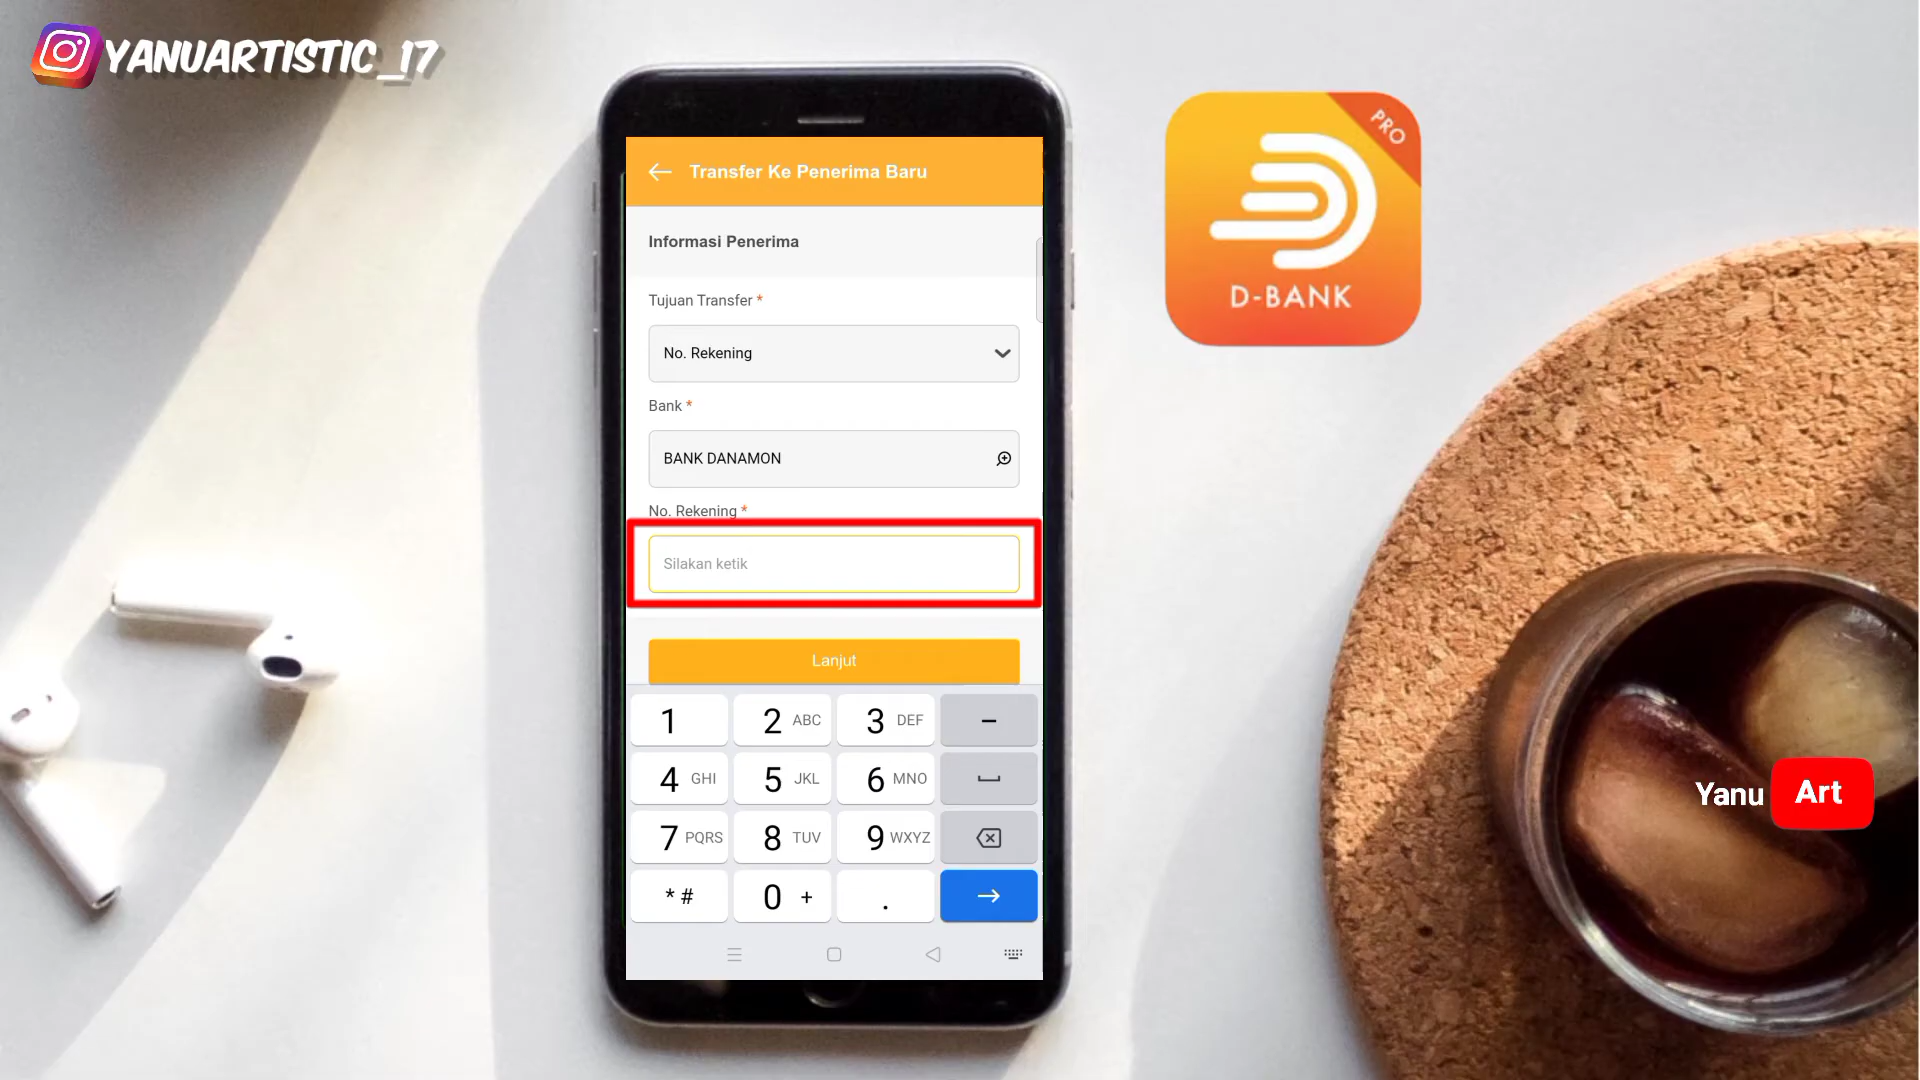 YANUARTISTIC_17
PRO
D-BANK
Transfer Ke Penerima Baru
Informasi Penerima
Tujuan Transfer *
No. Rekening
Bank *
BANK DANAMON
No. Rekening *
Silakan ketik
Lanjut
1 2 ABC 3 DEF -
4 GHI 5 JKL 6 MNO
7 PQRS 8 TUV 9 WXYZ
* # 0 + .
Yanu Art